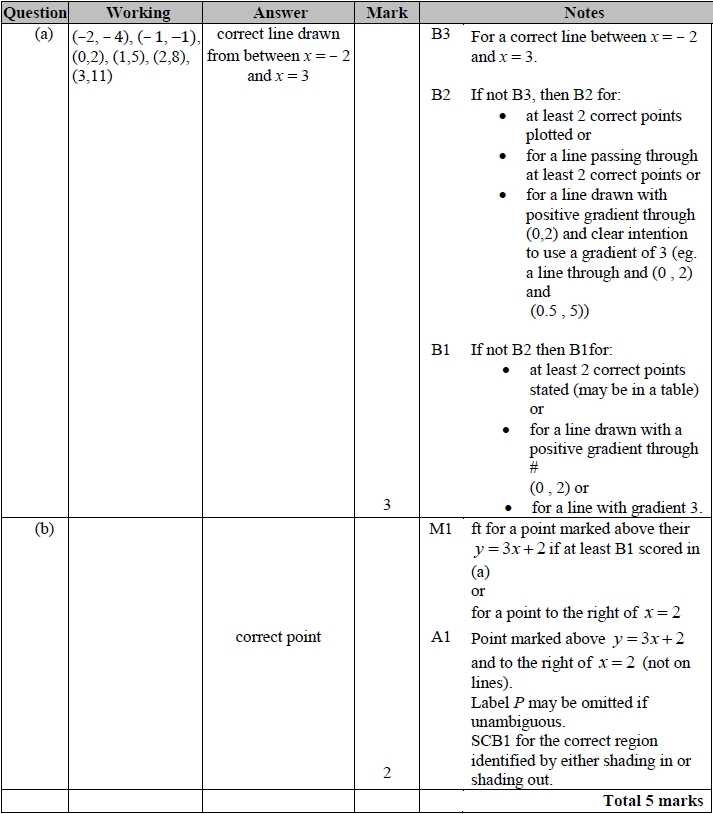 Question Working Answer Mark Notes
(a) (−2, − 4), (− 1, −1), (0,2), (1,5), (2,8), (3,11)
correct line drawn
from between x = − 2
and x = 3
3
B3 For a correct line between x = − 2
and x = 3.
B2 If not B3, then B2 for:
• at least 2 correct points
plotted or
• for a line passing through
at least 2 correct points or
• for a line drawn with
positive gradient through
(0,2) and clear intention
to use a gradient of 3 (eg.
a line through and (0 , 2)
and
(0.5 , 5))
B1 If not B2 then B1for:
• at least 2 correct points
stated (may be in a table)
or
• for a line drawn with a
positive gradient through
#
(0 , 2) or
• for a line with gradient 3.
(b)
correct point
2
M1 ft for a point marked above their
y = 3x + 2 if at least B1 scored in
(a)
or
for a point to the right of x = 2
A1 Point marked above y = 3x + 2
and to the right of x = 2 (not on
lines).
Label P may be omitted if
unambiguous.
SCB1 for the correct region
identified by either shading in or
shading out.
Total 5 marks